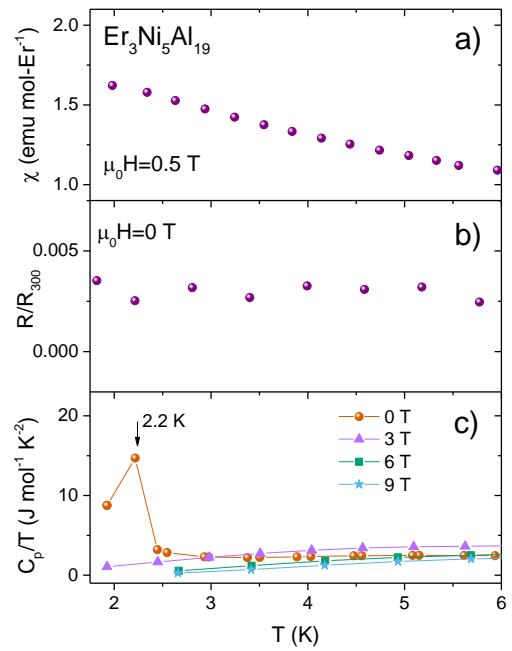 Er₃Ni₅Al₁₉
a)
2.0
1.5
1.0
χ (emu mol-Er⁻¹)
μ₀H=0.5 T
μ₀H=0 T
b)
0.005
0.000
R/R₃₀₀
c)
2.2 K
0 T
3 T
6 T
9 T
20
10
0
Cₚ/T (J mol⁻¹ K⁻²)
2 3 4 5 6
T (K)